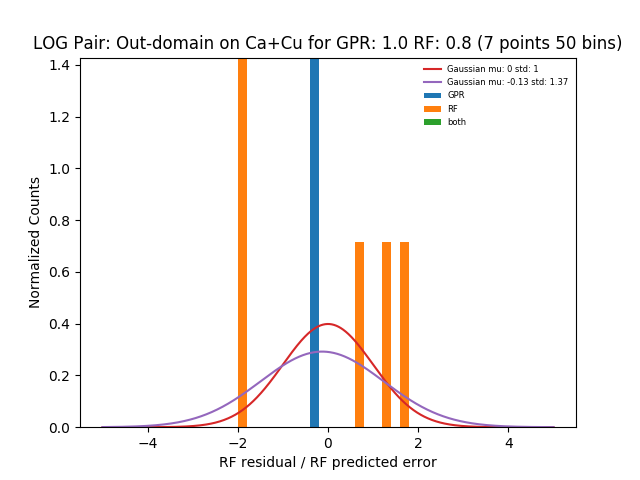 LOG Pair: Out-domain on Ca+Cu for GPR: 1.0 RF: 0.8 (7 points 50 bins)
Gaussian mu: 0 std: 1
Gaussian mu: -0.13 std: 1.37
GPR
RF
both
Normalized Counts
1.4
1.2
1.0
0.8
0.6
0.4
0.2
0.0
−4
−2
0
2
4
RF residual / RF predicted error